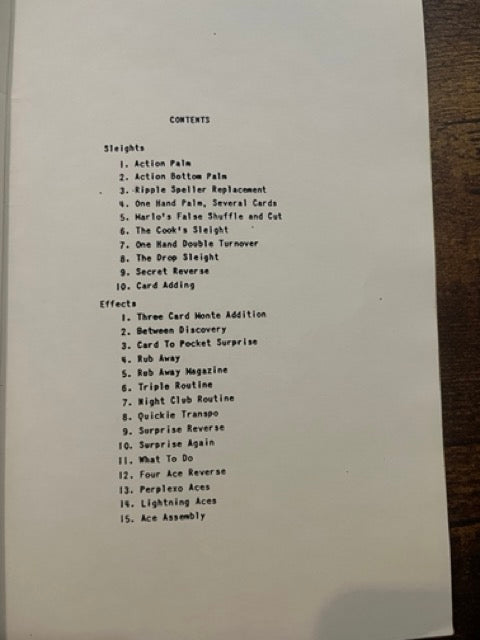 CONTENTS
Sleights
1. Action Palm
2. Action Bottom Palm
3. Ripple Speller Replacement
4. One Hand Palm, Several Cards
5. Marlo's False Shuffle and Cut
6. The Cook's Sleight
7. One Hand Double Turnover
8. The Drop Sleight
9. Secret Reverse
10. Card Adding
Effects
1. Three Card Monte Addition
2. Between Discovery
3. Card To Pocket Surprise
4. Rub Away
5. Rub Away Magazine
6. Triple Routine
7. Night Club Routine
8. Quickie Transpo
9. Surprise Reverse
10. Surprise Again
11. What To Do
12. Four Ace Reverse
13. Perplexo Aces
14. Lightning Aces
15. Ace Assembly